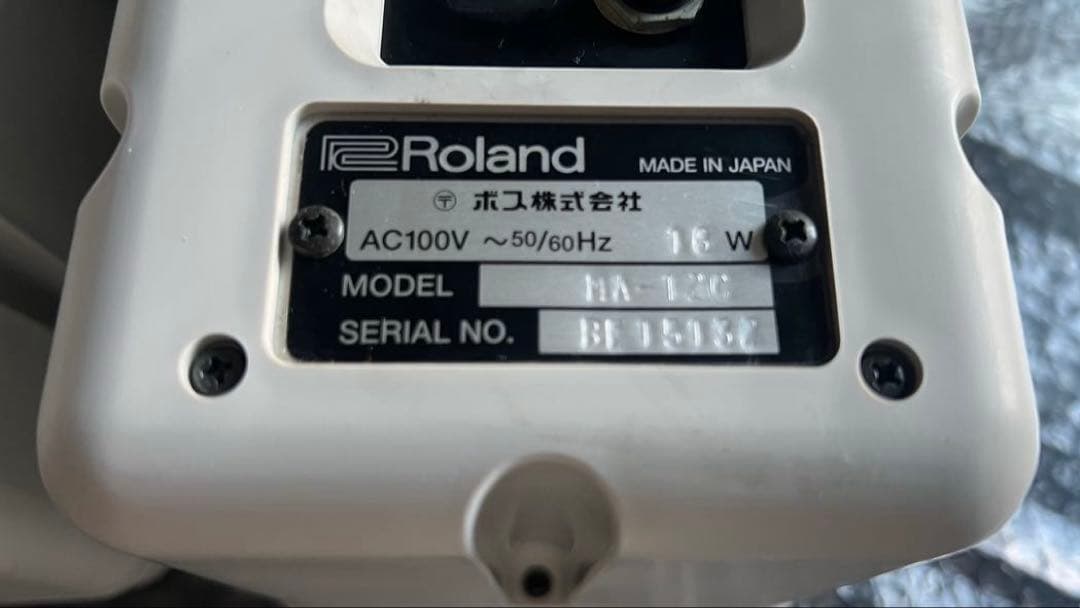 Roland MADE IN JAPAN
〶 ボス株式会社
AC100V ~50/60Hz 16 W
MODEL MA-12C
SERIAL NO. BE15137